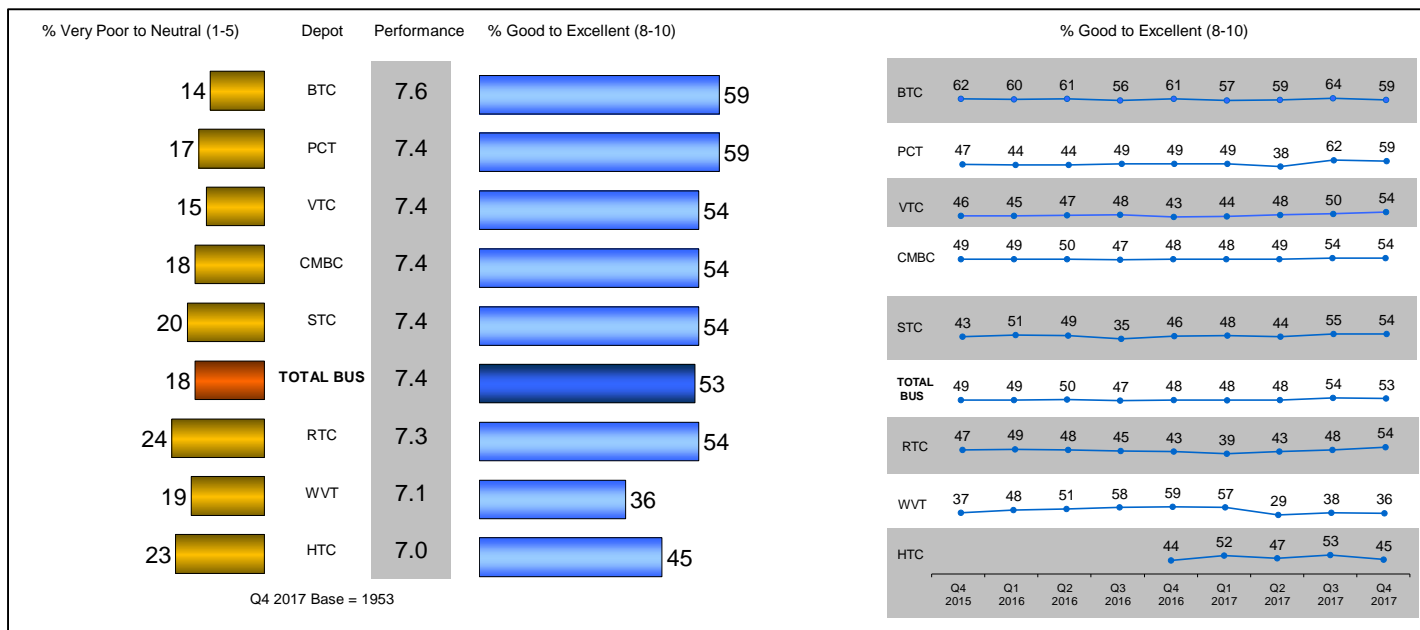 % Very Poor to Neutral (1-5) Depot Performance % Good to Excellent (8-10) % Good to Excellent (8-10)
14 BTC 7.6 59
17 PCT 7.4 59
15 VTC 7.4 54
18 CMBC 7.4 54
20 STC 7.4 54
18 TOTAL BUS 7.4 53
24 RTC 7.3 54
19 WVT 7.1 36
23 HTC 7.0 45
Q4 2017 Base = 1953
BTC 62 60 61 56 61 57 59 64 59
PCT 47 44 44 49 49 49 38 62 59
VTC 46 45 47 48 43 44 48 50 54
CMBC 49 49 50 47 48 48 49 54 54
STC 43 51 49 35 46 48 44 55 54
TOTAL
BUS 49 49 50 47 48 48 48 54 53
RTC 47 49 48 45 43 39 43 48 54
WVT 37 48 51 58 59 57 29 38 36
HTC 44 52 47 53 45
Q4 Q1 Q2 Q3 Q4 Q1 Q2 Q3 Q4
2015 2016 2016 2016 2016 2017 2017 2017 2017